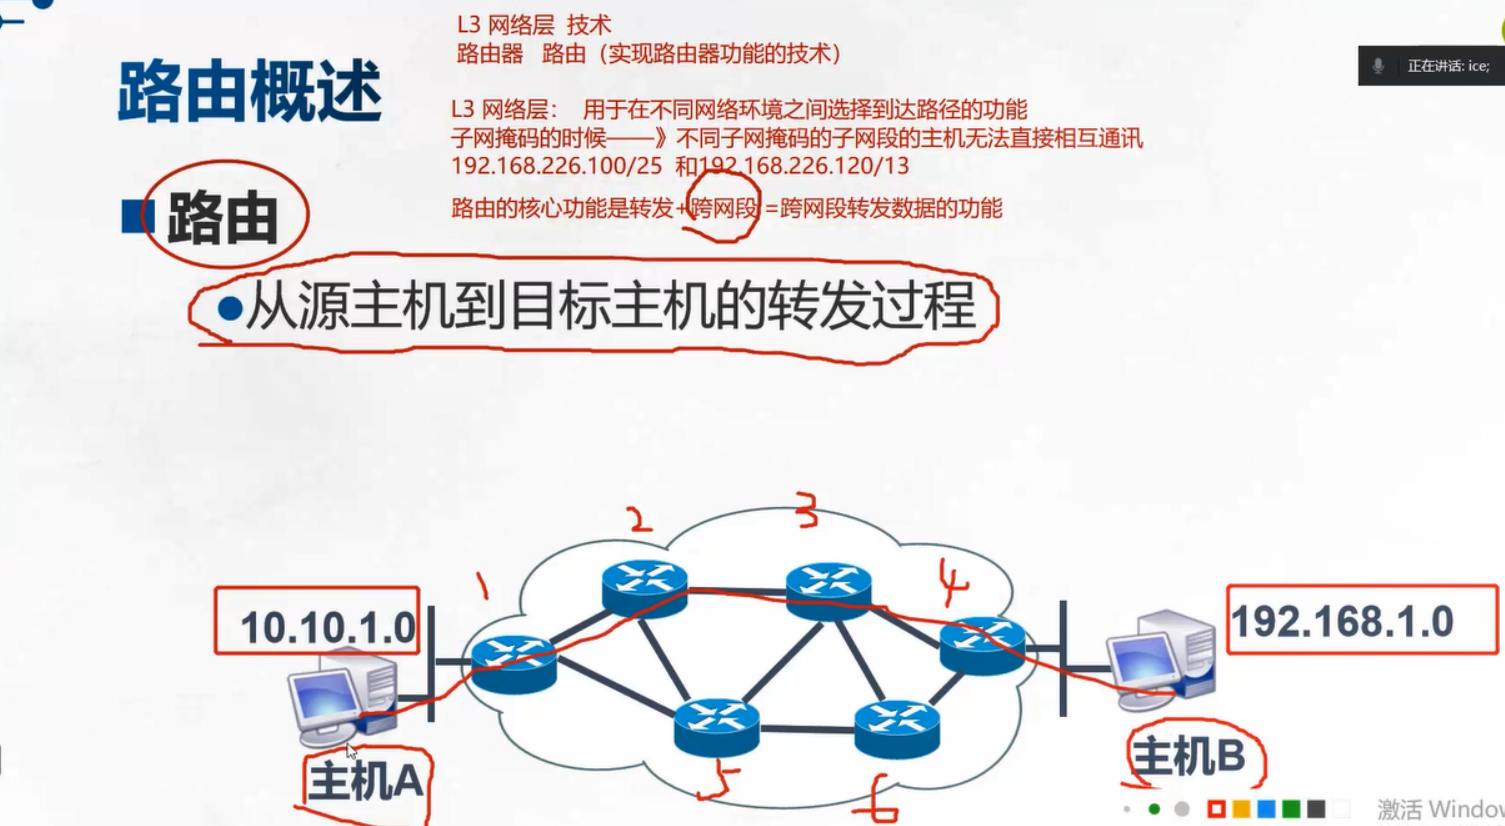 L3 网络层 技术
路由器 路由（实现路由器功能的技术）
正在讲话: ice;
路由概述
L3 网络层： 用于在不同网络环境之间选择到达路径的功能
子网掩码的时候——》不同子网掩码的子网段的主机无法直接相互通讯
192.168.226.100/25 和192.168.226.120/13
路由
路由的核心功能是转发+跨网段 =跨网段转发数据的功能
•从源主机到目标主机的转发过程
2
3
1
4
10.10.1.0
192.168.1.0
主机A
主机B
5
6
激活 Window